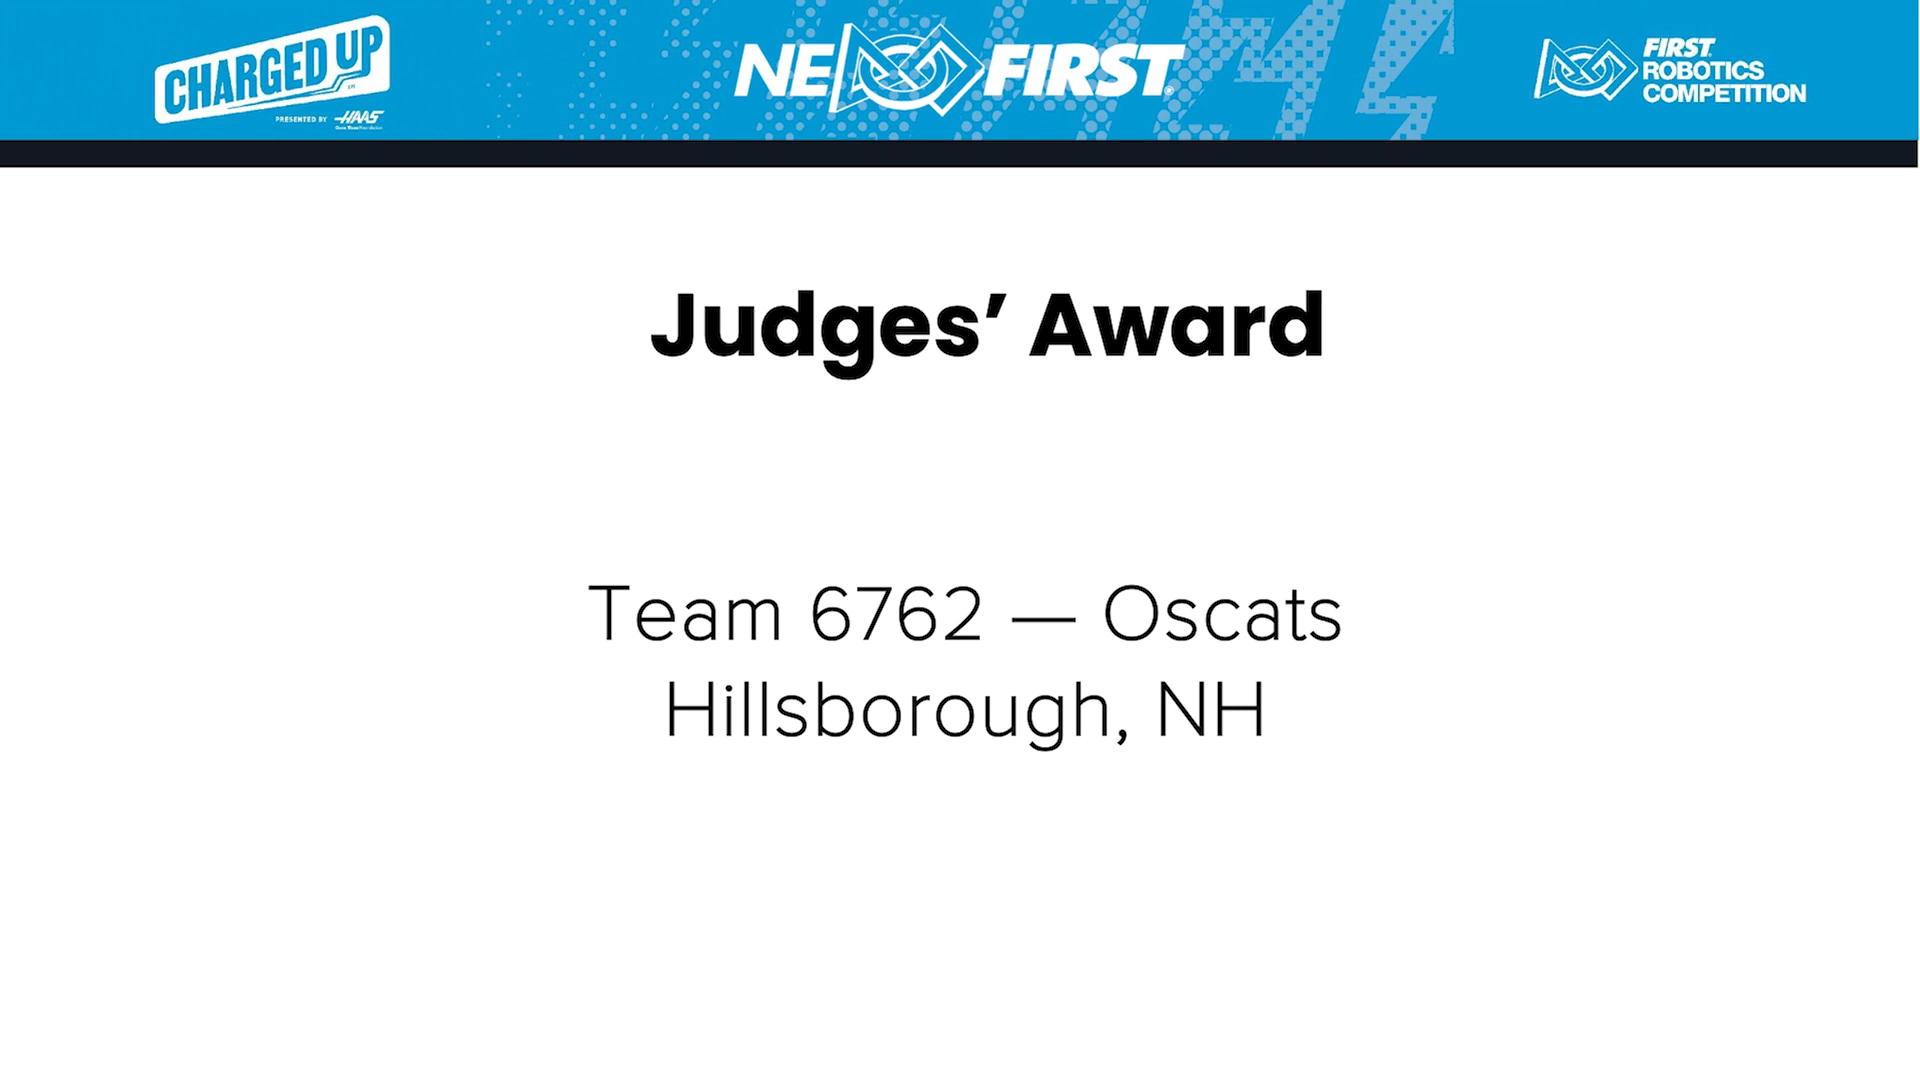 CHARGED UP
PRESENTED BY HAAS
NE FIRST
FIRST
ROBOTICS
COMPETITION
Judges’ Award
Team 6762 — Oscats
Hillsborough, NH